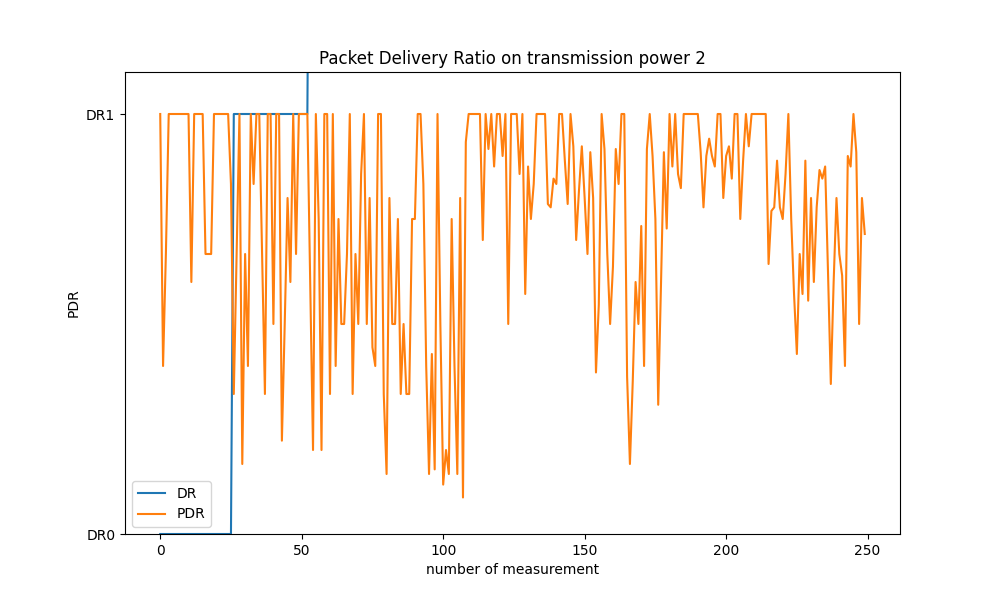 Packet Delivery Ratio on transmission power 2
DR1
PDR
DR0
DR
PDR
0 50 100 150 200 250
number of measurement